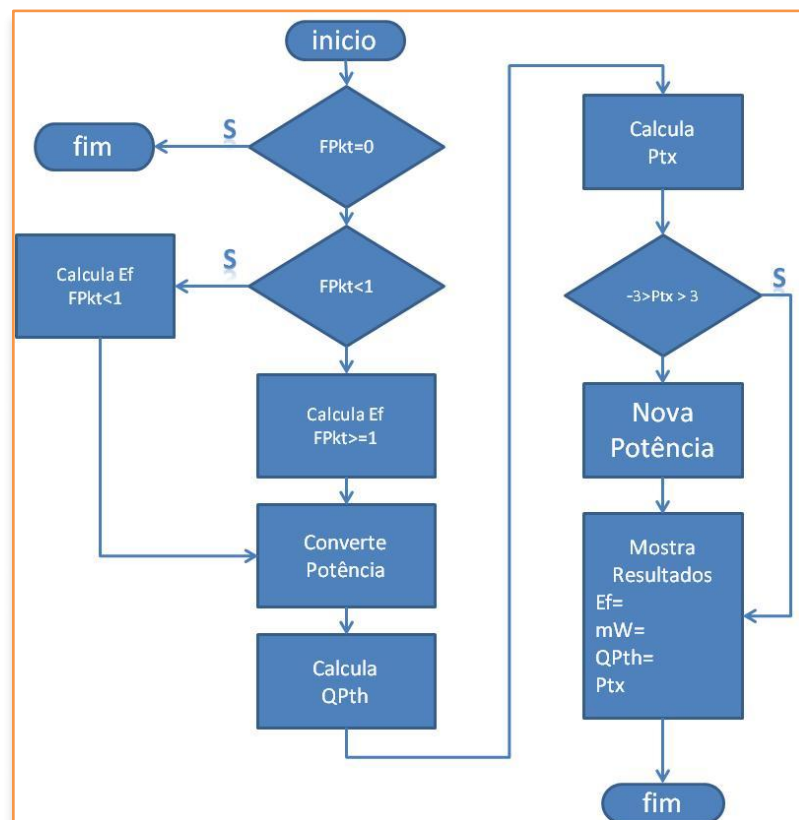 inicio
FPkt=0
S
fim
FPkt<1
S
Calcula Ef
FPkt<1
Calcula Ef
FPkt>=1
Converte
Potência
Calcula
QPth
Calcula
Ptx
-3>Ptx > 3
S
Nova
Potência
Mostra
Resultados
Ef=
mW=
QPth=
Ptx
fim